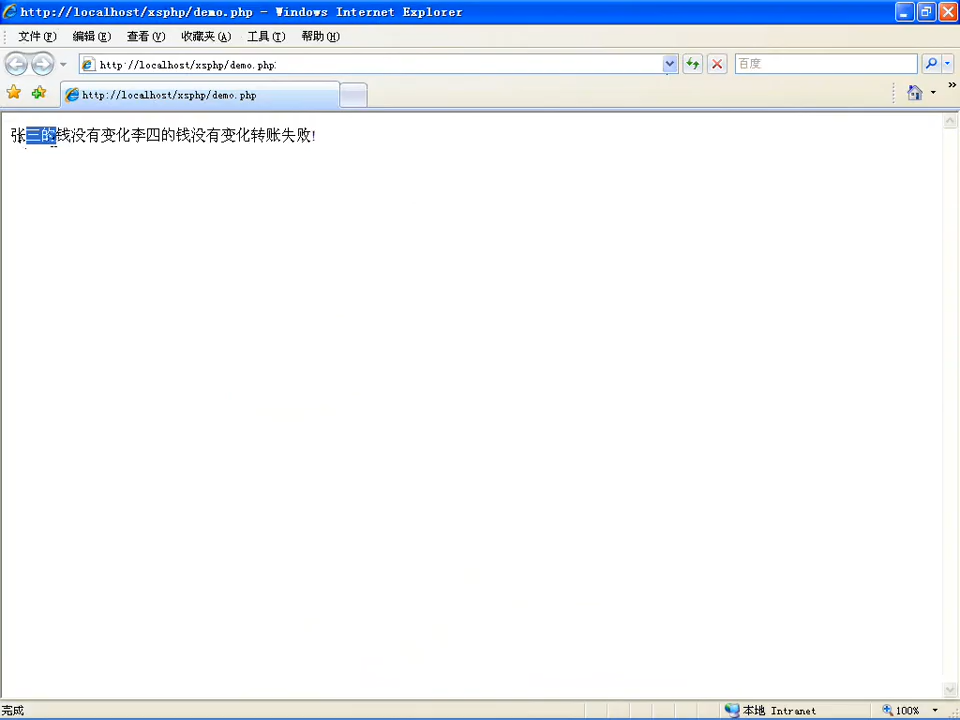 http://localhost/xsphp/demo.php - Windows Internet Explorer
文件(F) 编辑(E) 查看(V) 收藏夹(A) 工具(T) 帮助(H)
http://localhost/xsphp/demo.php 百度
http://localhost/xsphp/demo.php
张三的钱没有变化李四的钱没有变化转账失败!
完成 本地 Intranet 100%